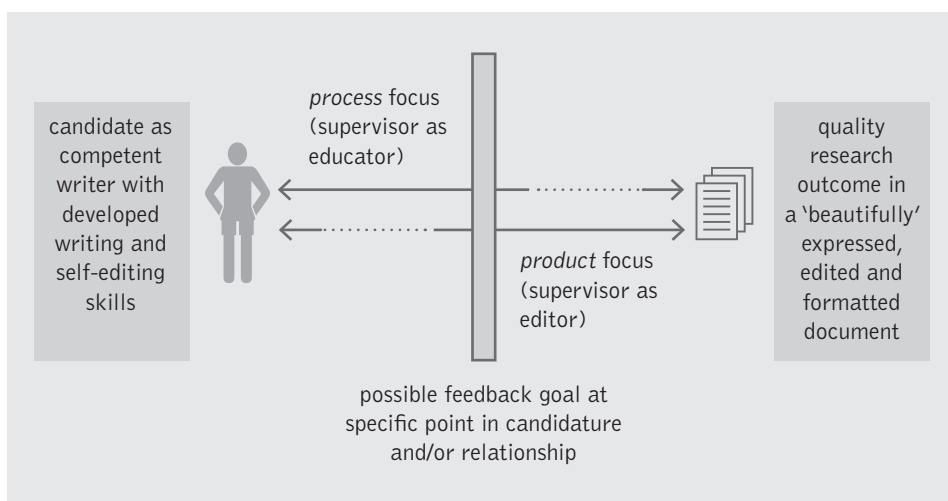 candidate as
competent
writer with
developed
writing and
self-editing
skills
process focus
(supervisor as
educator)
product focus
(supervisor as
editor)
quality
research
outcome in
a ‘beautifully’
expressed,
edited and
formatted
document
possible feedback goal at
specific point in candidature
and/or relationship